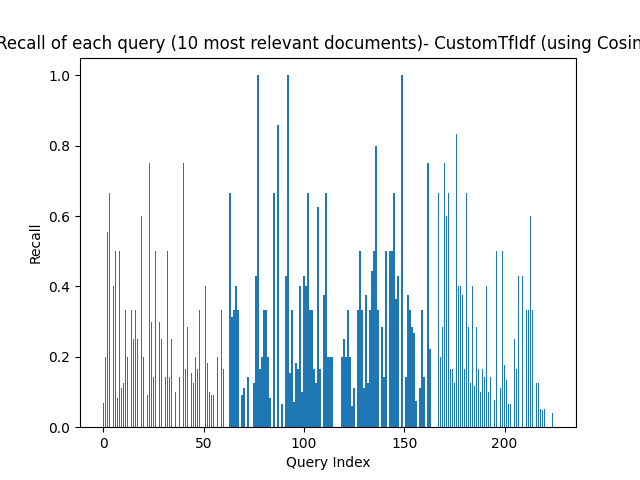 Recall of each query (10 most relevant documents)- CustomTfIdf (using Cosin
1.0
0.8
0.6
0.4
0.2
0.0
Recall
0 50 100 150 200
Query Index